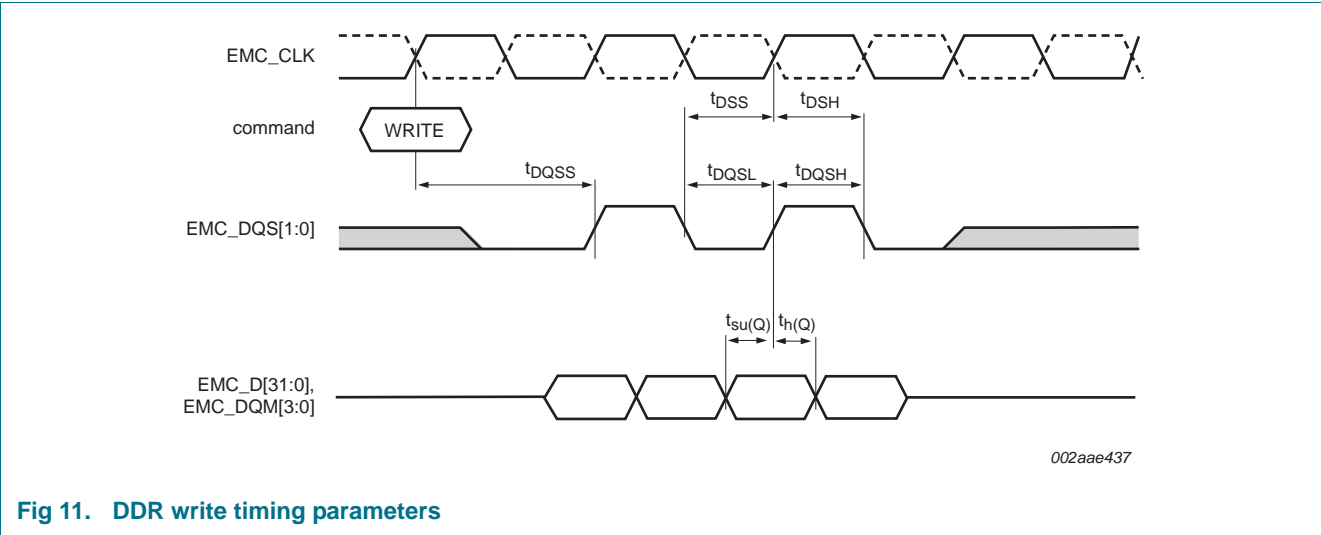 EMC_CLK
tDSS
tDSH
command
WRITE
tDQSS
tDQSL
tDQSH
EMC_DQS[1:0]
tsu(Q)
th(Q)
EMC_D[31:0],
EMC_DQM[3:0]
002aae437
Fig 11. DDR write timing parameters